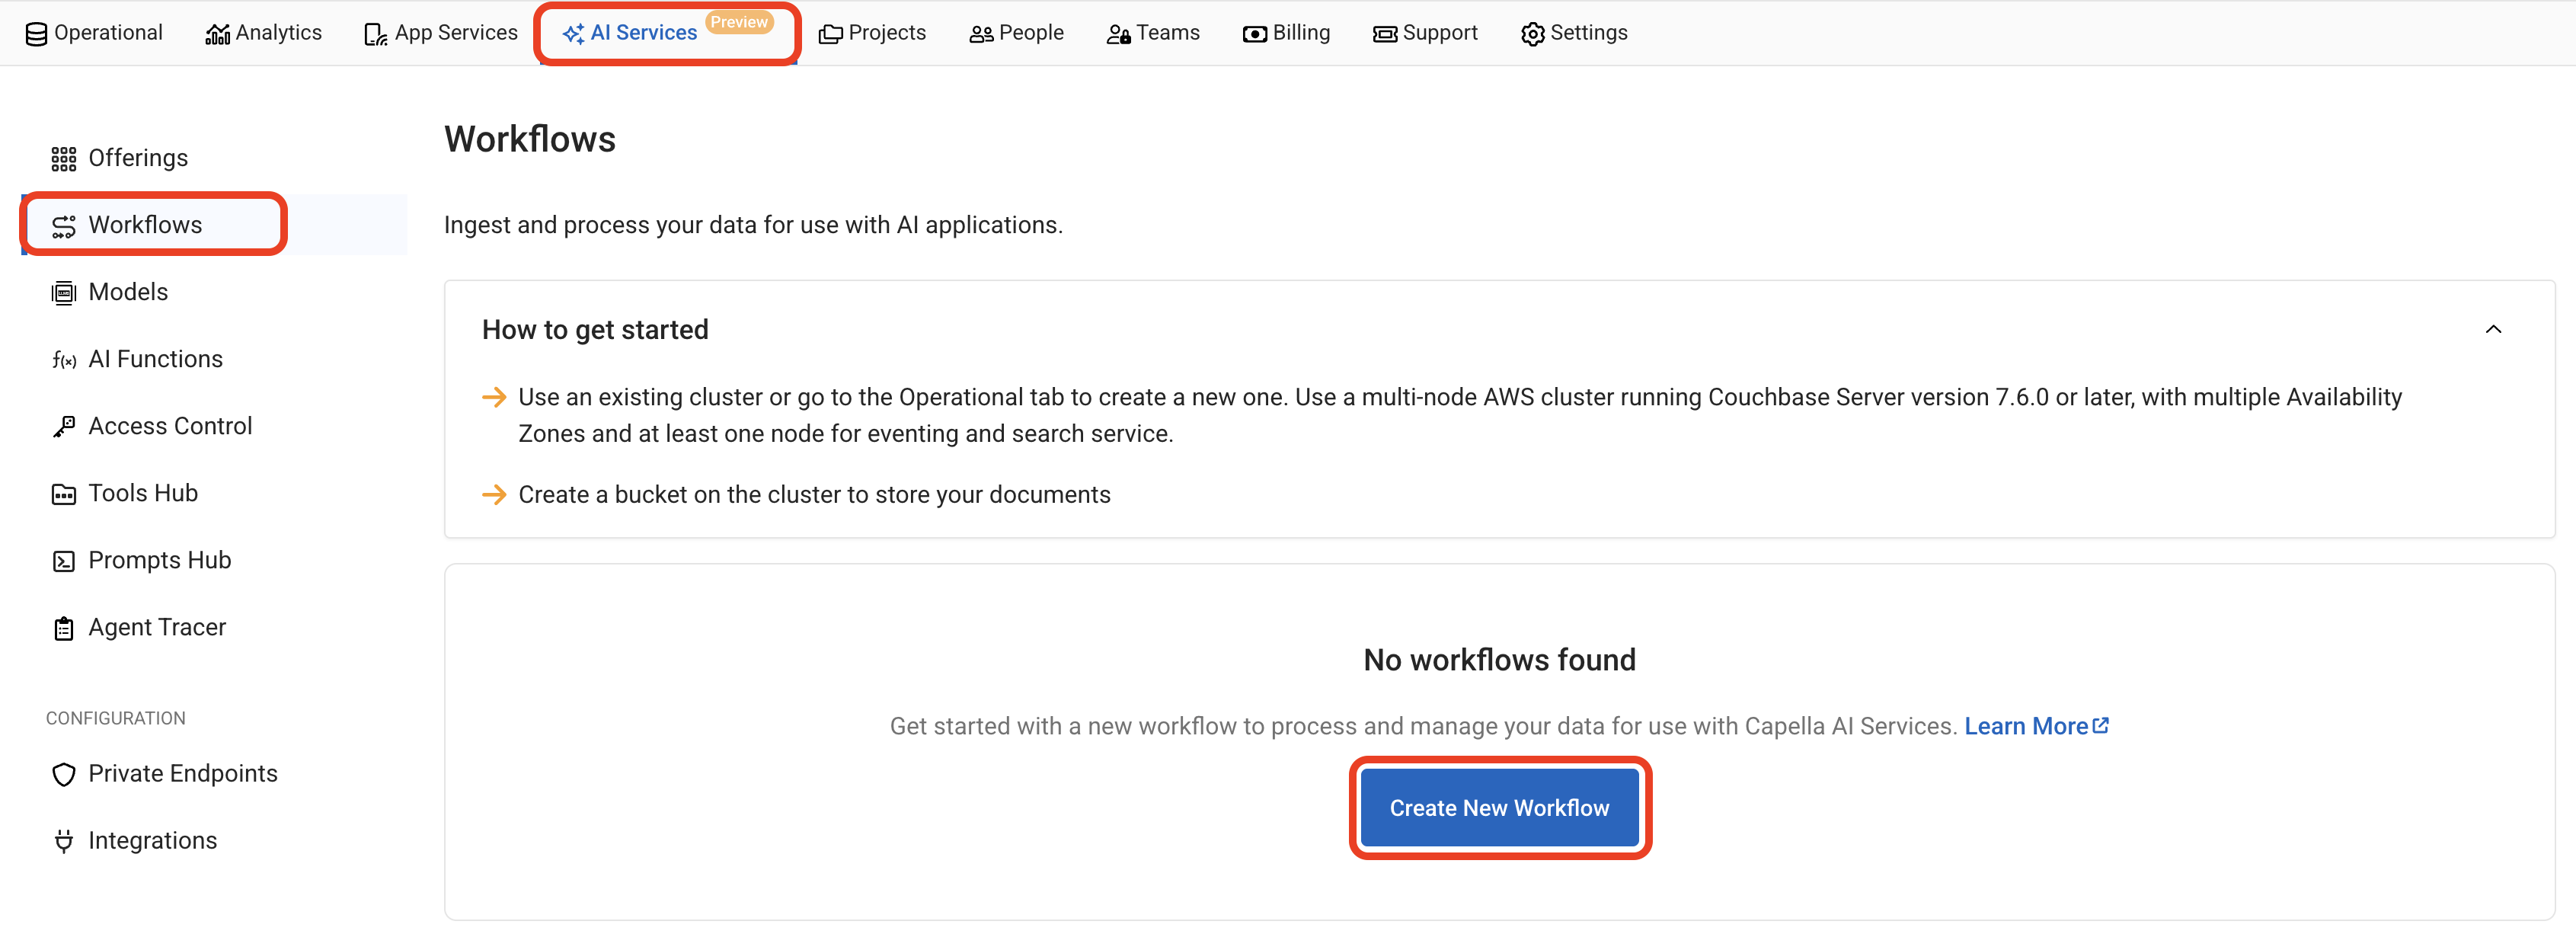 Operational Analytics App Services AI Services Preview Projects People Teams Billing Support Settings
Offerings
Workflows
Models
f(x) AI Functions
Access Control
Tools Hub
Prompts Hub
Agent Tracer
CONFIGURATION
Private Endpoints
Integrations
Workflows
Ingest and process your data for use with AI applications.
How to get started
Use an existing cluster or go to the Operational tab to create a new one. Use a multi-node AWS cluster running Couchbase Server version 7.6.0 or later, with multiple Availability
Zones and at least one node for eventing and search service.
Create a bucket on the cluster to store your documents
No workflows found
Get started with a new workflow to process and manage your data for use with Capella AI Services. Learn More
Create New Workflow